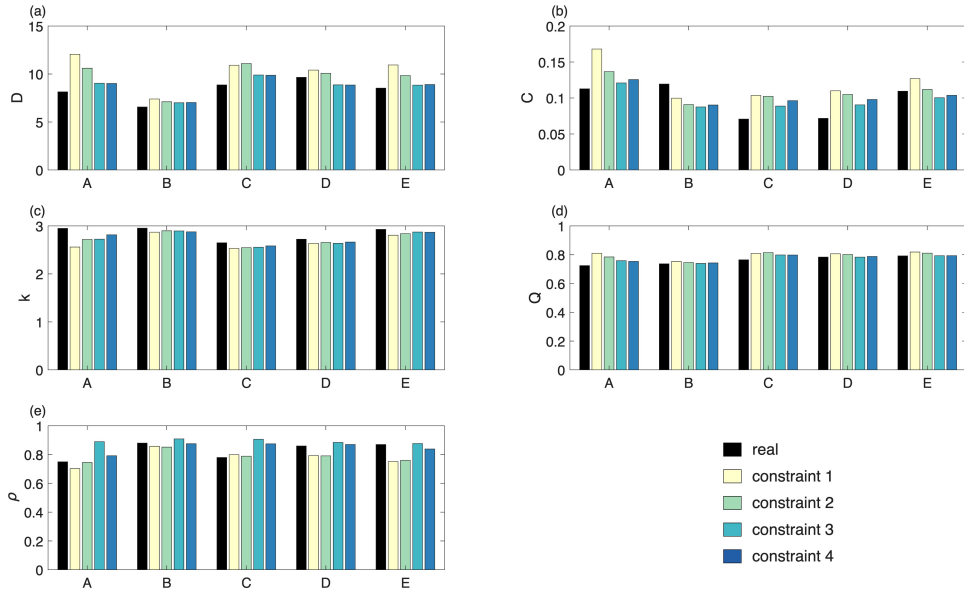 (a)
15
10
5
0
D
A B C D E
(b)
0.2
0.15
0.1
0.05
0
C
A B C D E
(c)
3
2
1
0
k
A B C D E
(d)
1
0.8
0.6
0.4
0.2
0
Q
A B C D E
(e)
1
0.8
0.6
0.4
0.2
0
ρ
A B C D E
real
constraint 1
constraint 2
constraint 3
constraint 4